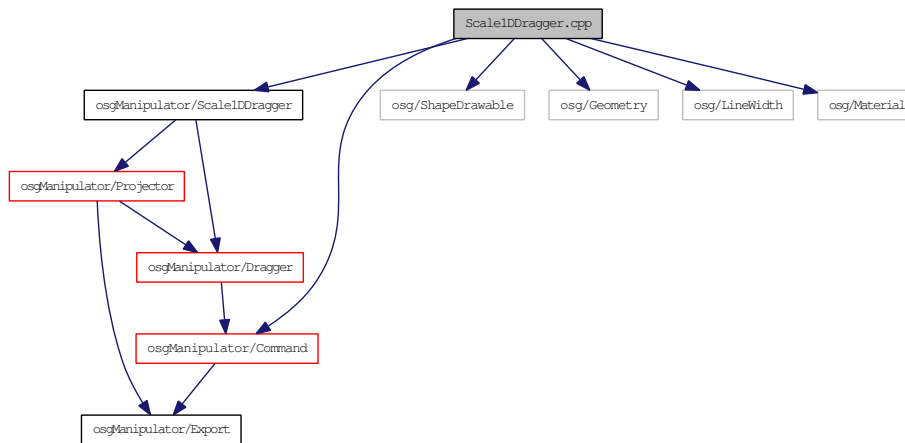 Scale1DDragger.cpp
osgManipulator/Scale1DDragger
osg/ShapeDrawable
osg/Geometry
osg/LineWidth
osg/Material
osgManipulator/Projector
osgManipulator/Dragger
osgManipulator/Command
osgManipulator/Export